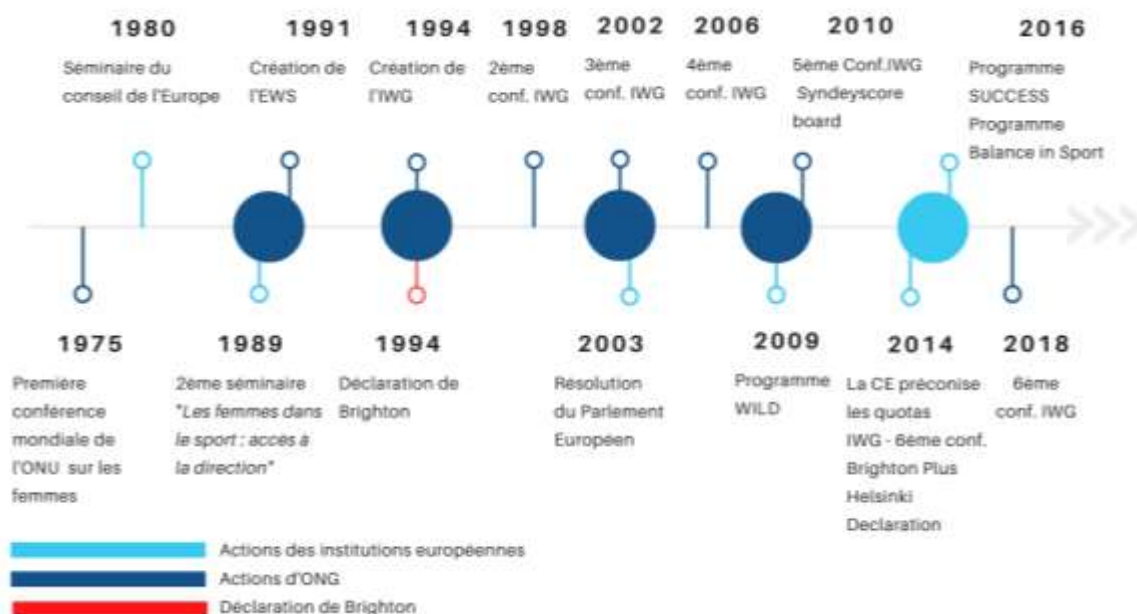 1980
Séminaire du
conseil de l'Europe
1991
Création de
l'EWS
1994
Création de
l'IWG
1998
2ème
conf. IWG
2002
3ème
conf. IWG
2006
4ème
conf. IWG
2010
5ème Conf.IWG
Syndeyscore
board
2016
Programme
SUCCESS
Programme
Balance in Sport
1975
Première
conférence
mondiale de
l'ONU sur les
femmes
1989
2ème séminaire
"Les femmes dans
le sport : accès à
la direction"
1994
Déclaration de
Brighton
2003
Résolution
du Parlement
Européen
2009
Programme
WILD
2014
La CE préconise
les quotas
IWG - 6ème conf.
Brighton Plus
Helsinki
Declaration
2018
6ème
conf. IWG
Actions des institutions européennes
Actions d'ONG
Déclaration de Brighton